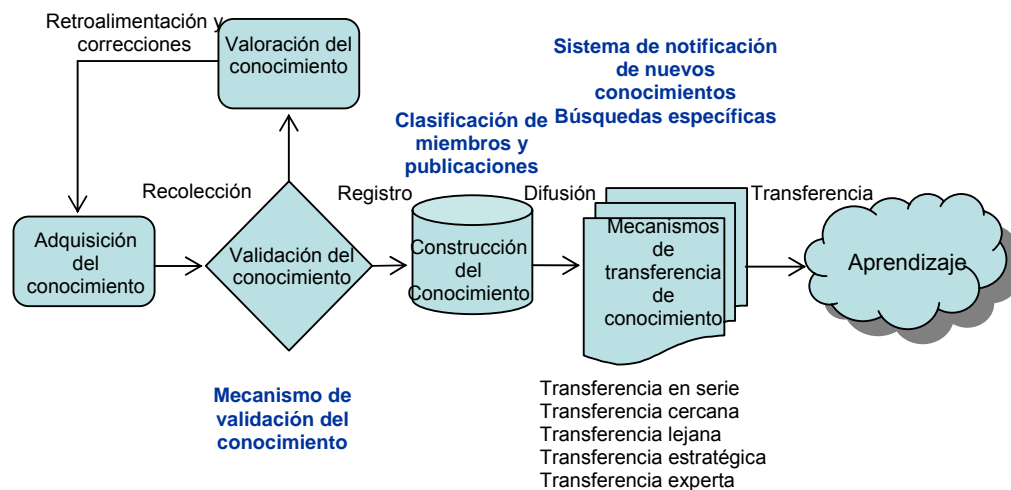 Retroalimentación y
correcciones
Valoración del
conocimiento
Sistema de notificación
de nuevos
conocimientos
Búsquedas específicas
Clasificación de
miembros y
publicaciones
Recolección
Registro
Difusión
Transferencia
Adquisición
del
conocimiento
Validación del
conocimiento
Construcción
del
Conocimiento
Mecanismos
de
transferencia
de
conocimiento
Aprendizaje
Mecanismo de
validación del
conocimiento
Transferencia en serie
Transferencia cercana
Transferencia lejana
Transferencia estratégica
Transferencia experta